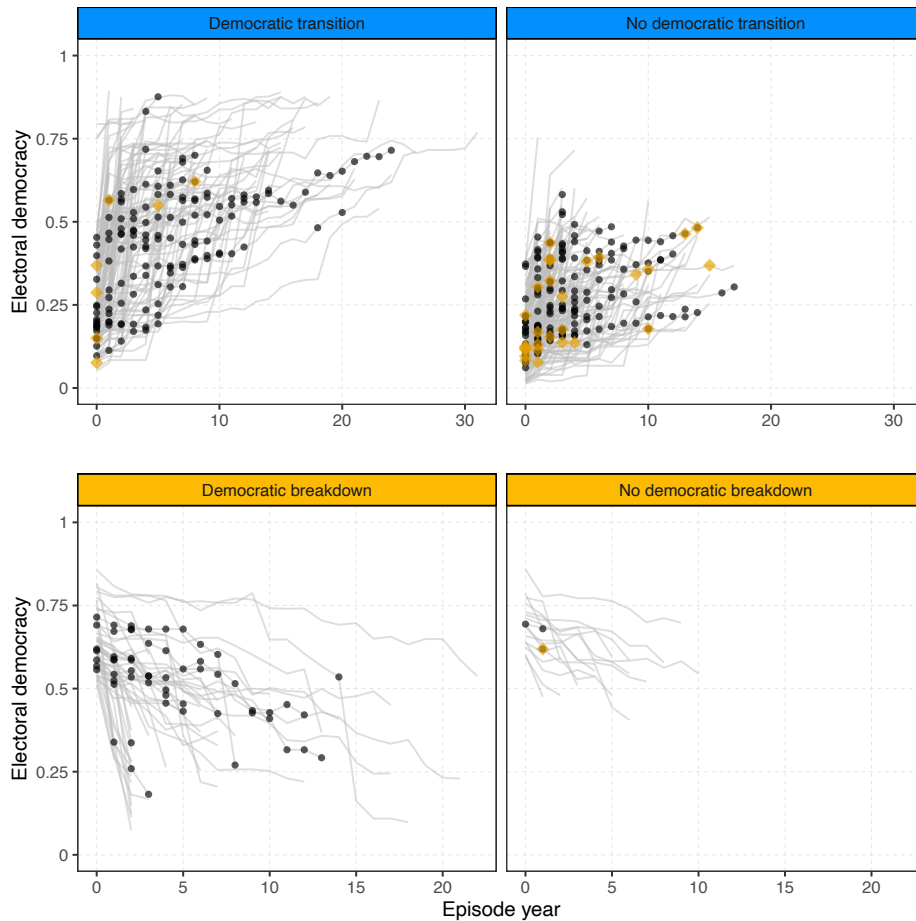 Democratic transition
No democratic transition
1
0.75
0.5
0.25
0
Electoral democracy
0 10 20 30
0 10 20 30
Democratic breakdown
No democratic breakdown
1
0.75
0.5
0.25
0
Electoral democracy
0 5 10 15 20
0 5 10 15 20
Episode year